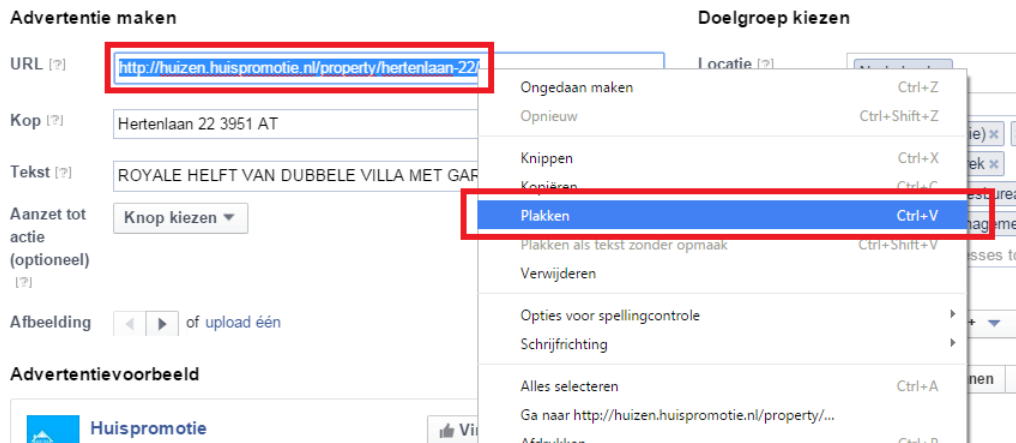 Advertentie maken
Doelgroep kiezen
URL [?]
http://huizen.huispromotie.nl/property/hertenlaan-22/
Locatie [?]
Kop [?]
Hertenlaan 22 3951 AT
Tekst [?]
ROYALE HELFT VAN DUBBELE VILLA MET GAR
Aanzet tot
actie
(optioneel)
[?]
Knop kiezen
Afbeelding
of upload één
Advertentievoorbeeld
Huispromotie
Ongedaan maken Ctrl+Z
Opnieuw Ctrl+Shift+Z
Knippen Ctrl+X
Kopiëren Ctrl+C
Plakken Ctrl+V
Plakken als tekst zonder opmaak Ctrl+Shift+V
Verwijderen
Opties voor spellingcontrole
Schrijfrichting
Alles selecteren Ctrl+A
Ga naar http://huizen.huispromotie.nl/property/...
Afdrukken Ctrl+P